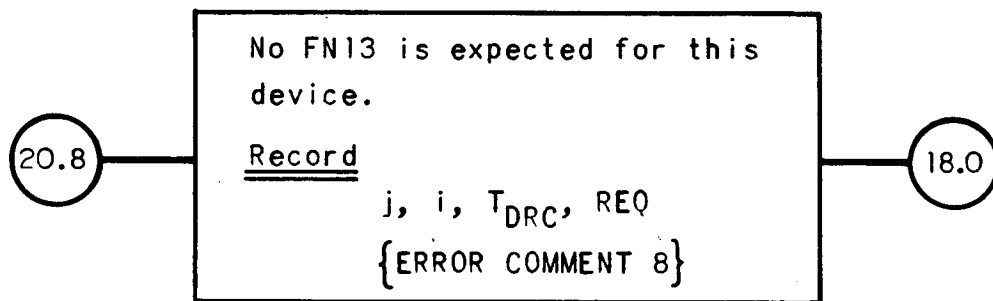 No FN13 is expected for this
device.
20.8
Record
18.0
j, i, T_DRC, REQ
{ERROR COMMENT 8}